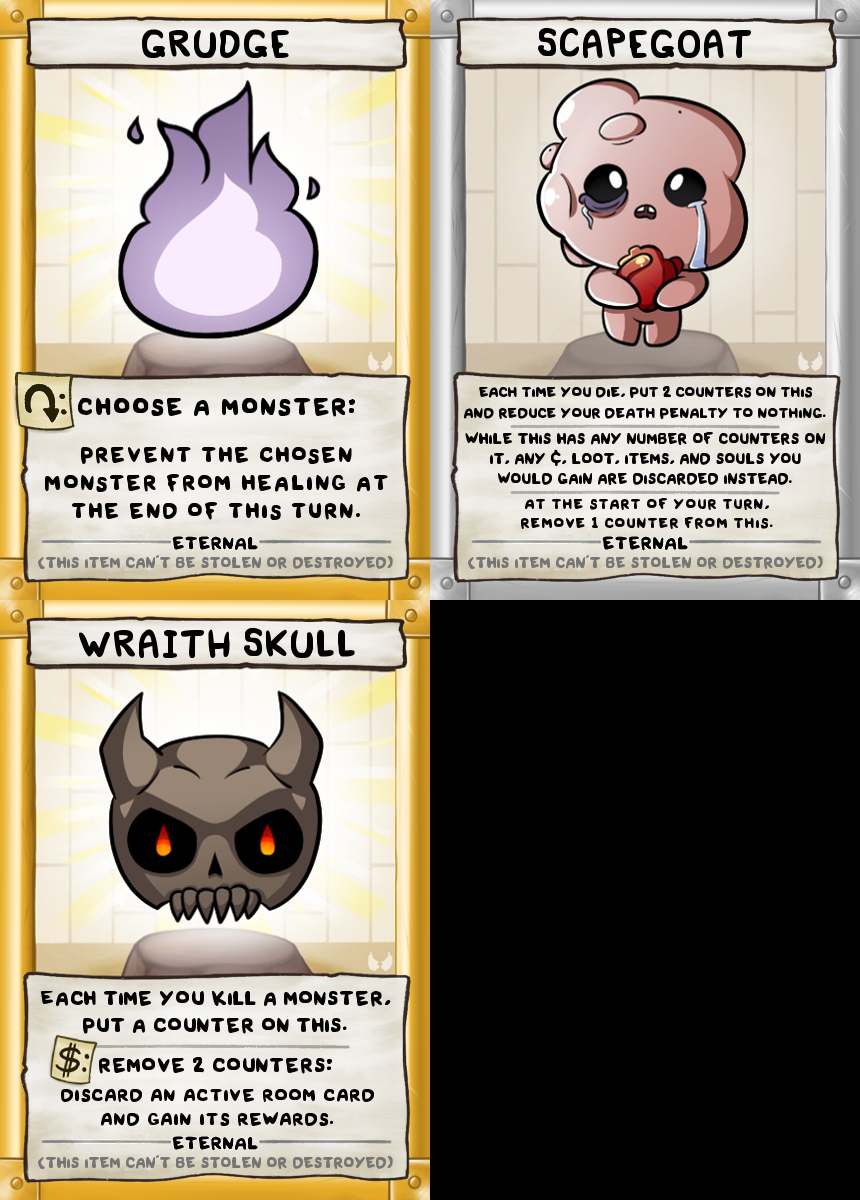 GRUDGE
: CHOOSE A MONSTER:
PREVENT THE CHOSEN
MONSTER FROM HEALING AT
THE END OF THIS TURN.
ETERNAL
(THIS ITEM CAN'T BE STOLEN OR DESTROYED)
SCAPEGOAT
EACH TIME YOU DIE, PUT 2 COUNTERS ON THIS
AND REDUCE YOUR DEATH PENALTY TO NOTHING.
WHILE THIS HAS ANY NUMBER OF COUNTERS ON
IT, ANY ¢, LOOT, ITEMS, AND SOULS YOU
WOULD GAIN ARE DISCARDED INSTEAD.
AT THE START OF YOUR TURN,
REMOVE 1 COUNTER FROM THIS.
ETERNAL
(THIS ITEM CAN'T BE STOLEN OR DESTROYED)
WRAITH SKULL
EACH TIME YOU KILL A MONSTER,
PUT A COUNTER ON THIS.
$: REMOVE 2 COUNTERS:
DISCARD AN ACTIVE ROOM CARD
AND GAIN ITS REWARDS.
ETERNAL
(THIS ITEM CAN'T BE STOLEN OR DESTROYED)